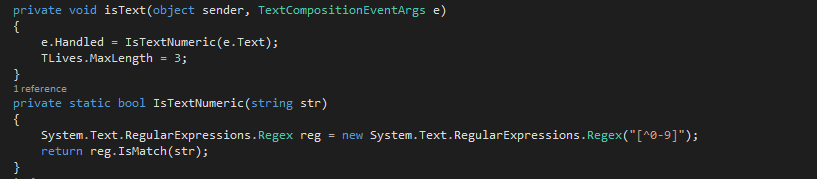 private void isText(object sender, TextCompositionEventArgs e)
{
e.Handled = IsTextNumeric(e.Text);
TLives.MaxLength = 3;
}
1 reference
private static bool IsTextNumeric(string str)
{
System.Text.RegularExpressions.Regex reg = new System.Text.RegularExpressions.Regex("[^0-9]");
return reg.IsMatch(str);
}